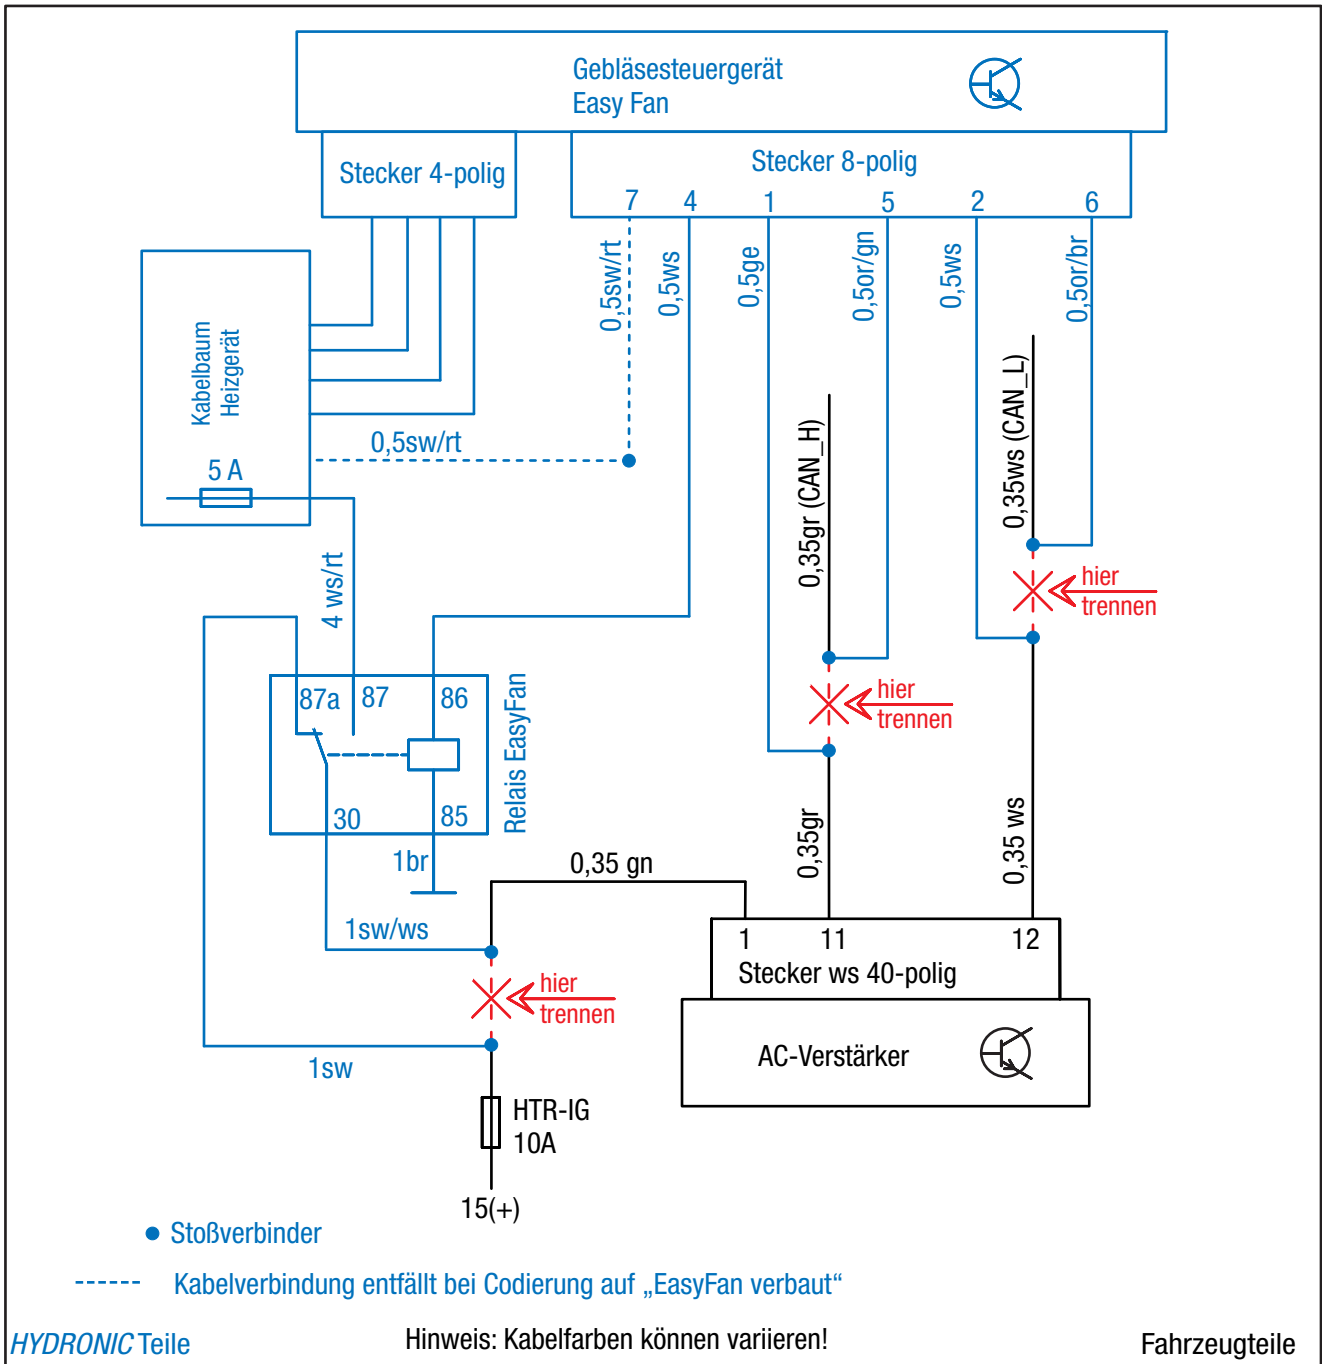 Gebläsesteuergerät
Easy Fan
Stecker 4-polig
Stecker 8-polig
7 4 1 5 2 6
0,5sw/rt
0,5ws
0,5ge
0,5or/gn
0,5ws
0,5or/br
Kabelbaum
Heizgerät
0,5sw/rt
5 A
4 ws/rt
0,35gr (CAN_H)
0,35ws (CAN_L)
hier
trennen
hier
trennen
87a 87 86
30 85
Relais EasyFan
1br
1sw/ws
0,35 gn
0,35gr
0,35 ws
1 11 12
Stecker ws 40-polig
AC-Verstärker
hier
trennen
1sw
HTR-IG
10A
15(+)
Stoßverbinder
Kabelverbindung entfällt bei Codierung auf „EasyFan verbaut“
HYDRONIC Teile
Hinweis: Kabelfarben können variieren!
Fahrzeugteile